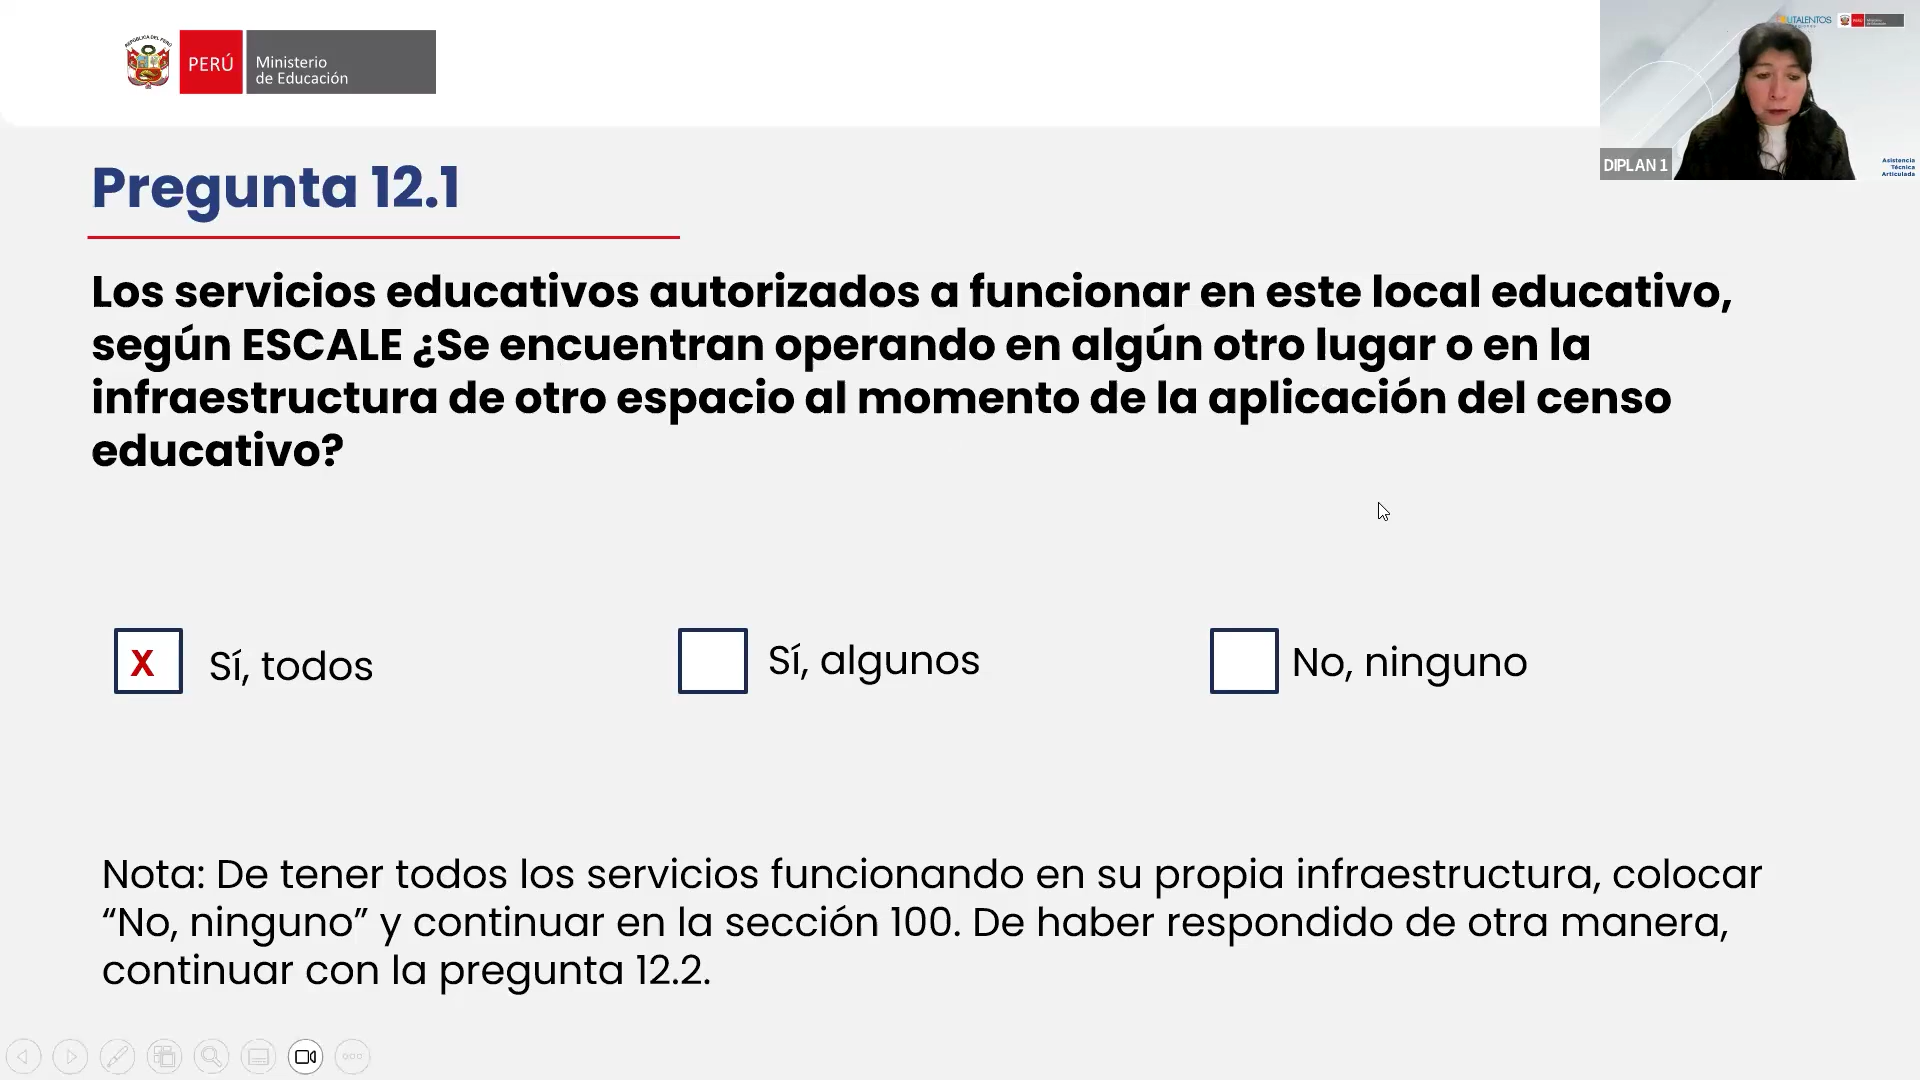 PERÚ
Ministerio
de Educación
DIPLAN 1
Asistencia
Técnica
Articulada
Pregunta 12.1
Los servicios educativos autorizados a funcionar en este local educativo,
según ESCALE ¿Se encuentran operando en algún otro lugar o en la
infraestructura de otro espacio al momento de la aplicación del censo
educativo?
X Sí, todos
Sí, algunos
No, ninguno
Nota: De tener todos los servicios funcionando en su propia infraestructura, colocar
“No, ninguno” y continuar en la sección 100. De haber respondido de otra manera,
continuar con la pregunta 12.2.